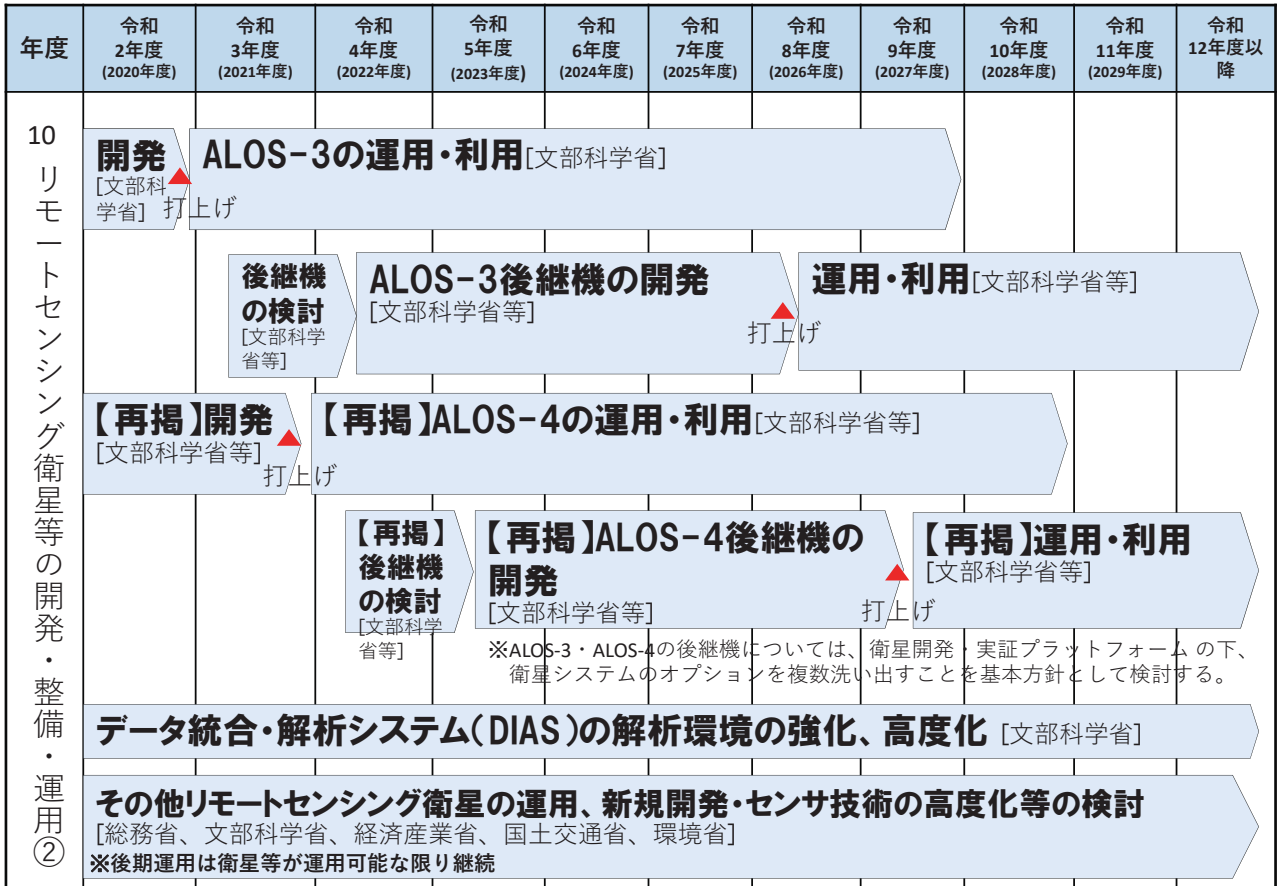 年度
令和
2年度
(2020年度)
令和
3年度
(2021年度)
令和
4年度
(2022年度)
令和
5年度
(2023年度)
令和
6年度
(2024年度)
令和
7年度
(2025年度)
令和
8年度
(2026年度)
令和
9年度
(2027年度)
令和
10年度
(2028年度)
令和
11年度
(2029年度)
令和
12年度以
降
10
リモートセンシング衛星等の開発・整備・運用②
開発
[文部科
学省]
打上げ
ALOS-3の運用・利用[文部科学省]
後継機
の検討
[文部科学
省等]
ALOS-3後継機の開発
[文部科学省等]
打上げ
運用・利用[文部科学省等]
【再掲】開発
[文部科学省等]
打上げ
【再掲】ALOS-4の運用・利用[文部科学省等]
【再掲】
後継機
の検討
[文部科学
省等]
【再掲】ALOS-4後継機の
開発
[文部科学省等]
打上げ
【再掲】運用・利用
[文部科学省等]
※ALOS-3・ALOS-4の後継機については、衛星開発・実証プラットフォーム の下、
衛星システムのオプションを複数洗い出すことを基本方針として検討する。
データ統合・解析システム(DIAS)の解析環境の強化、高度化 [文部科学省]
その他リモートセンシング衛星の運用、新規開発・センサ技術の高度化等の検討
[総務省、文部科学省、経済産業省、国土交通省、環境省]
※後期運用は衛星等が運用可能な限り継続